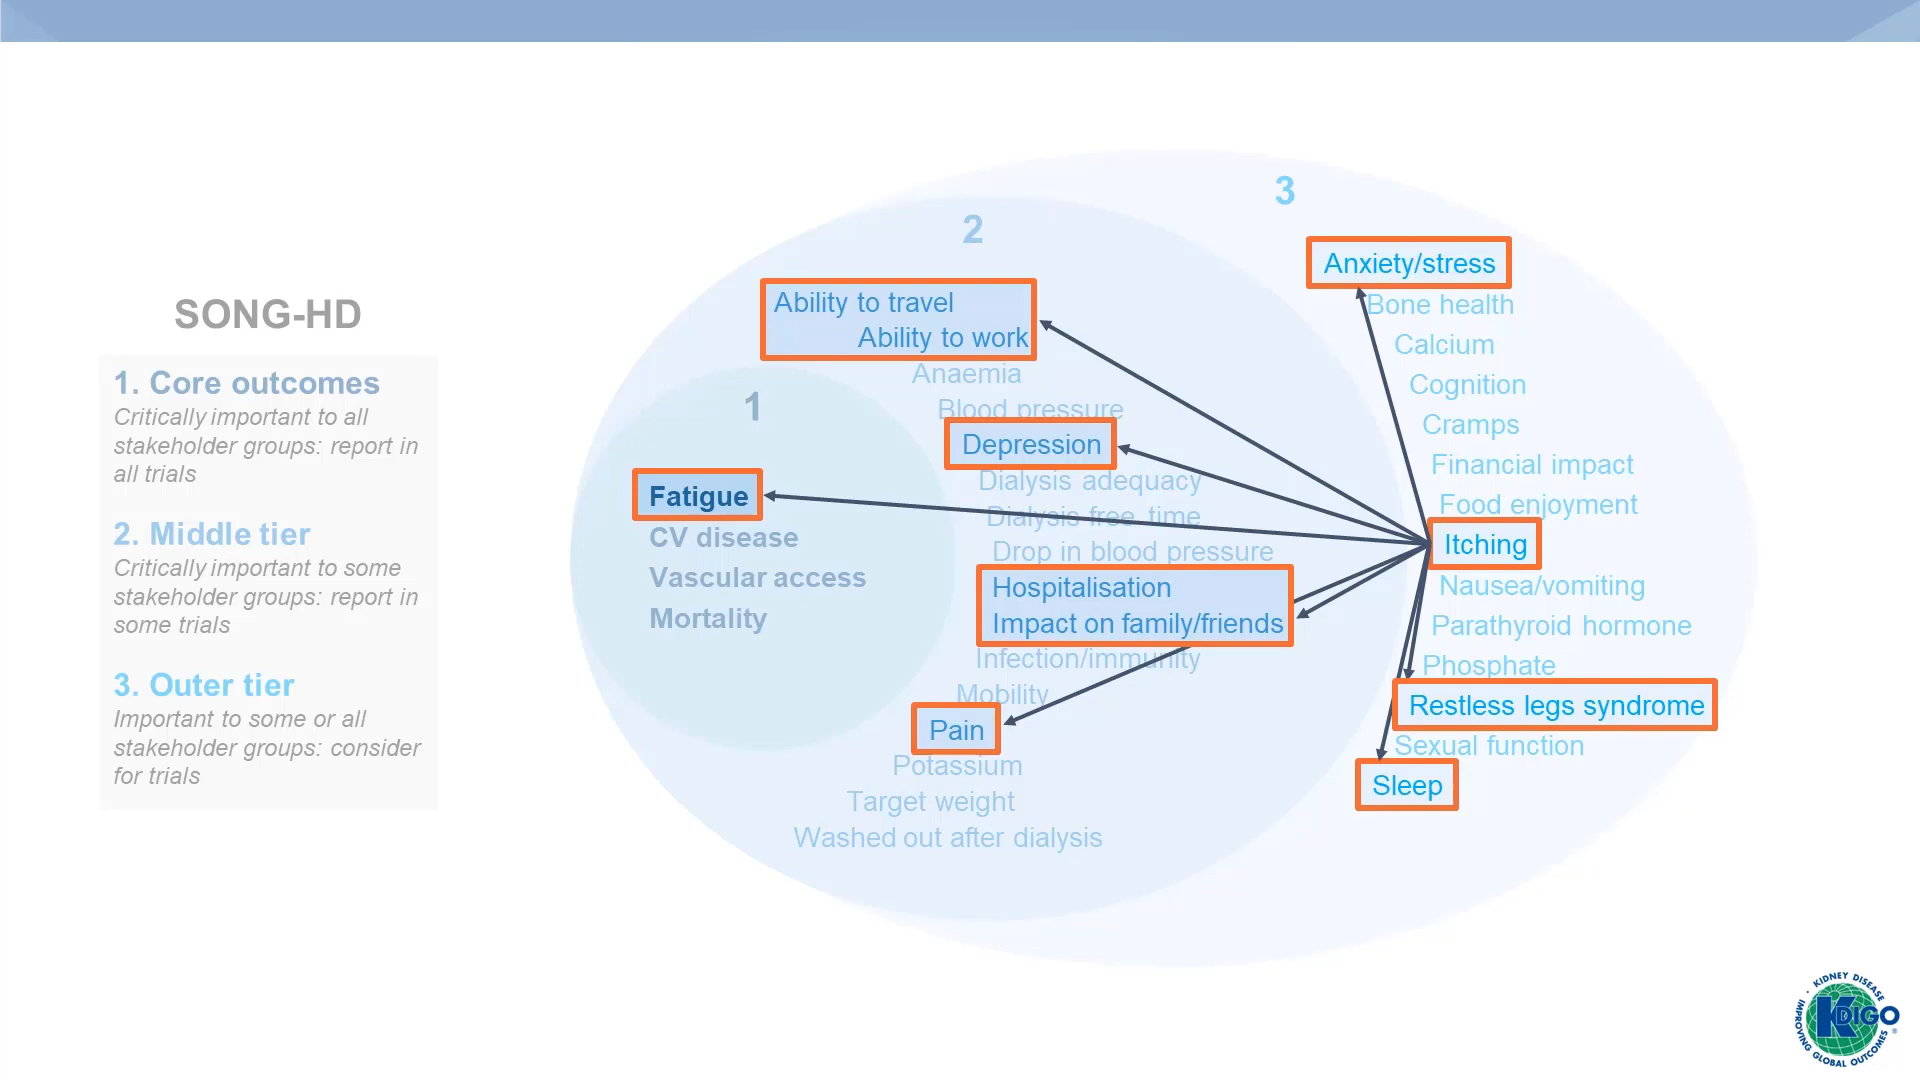 SONG-HD
1. Core outcomes
Critically important to all
stakeholder groups: report in
all trials
2. Middle tier
Critically important to some
stakeholder groups: report in
some trials
3. Outer tier
Important to some or all
stakeholder groups: consider
for trials
1
Fatigue
CV disease
Vascular access
Mortality
2
Ability to travel
Ability to work
Anaemia
Blood pressure
Depression
Dialysis adequacy
Dialysis free time
Drop in blood pressure
Hospitalisation
Impact on family/friends
Infection/immunity
Mobility
Pain
Potassium
Target weight
Washed out after dialysis
3
Anxiety/stress
Bone health
Calcium
Cognition
Cramps
Financial impact
Food enjoyment
Itching
Nausea/vomiting
Parathyroid hormone
Phosphate
Restless legs syndrome
Sexual function
Sleep
KIDNEY DISEASE
KDIGO
IMPROVING GLOBAL OUTCOMES